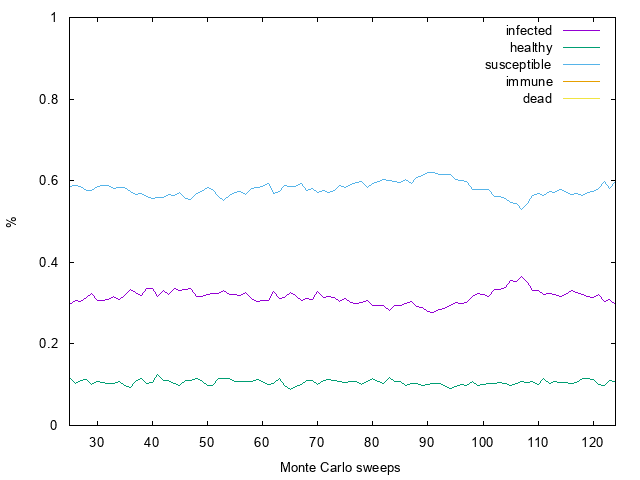 1
0.8
0.6
0.4
0.2
0
%
infected
healthy
susceptible
immune
dead
30 40 50 60 70 80 90 100 110 120
Monte Carlo sweeps